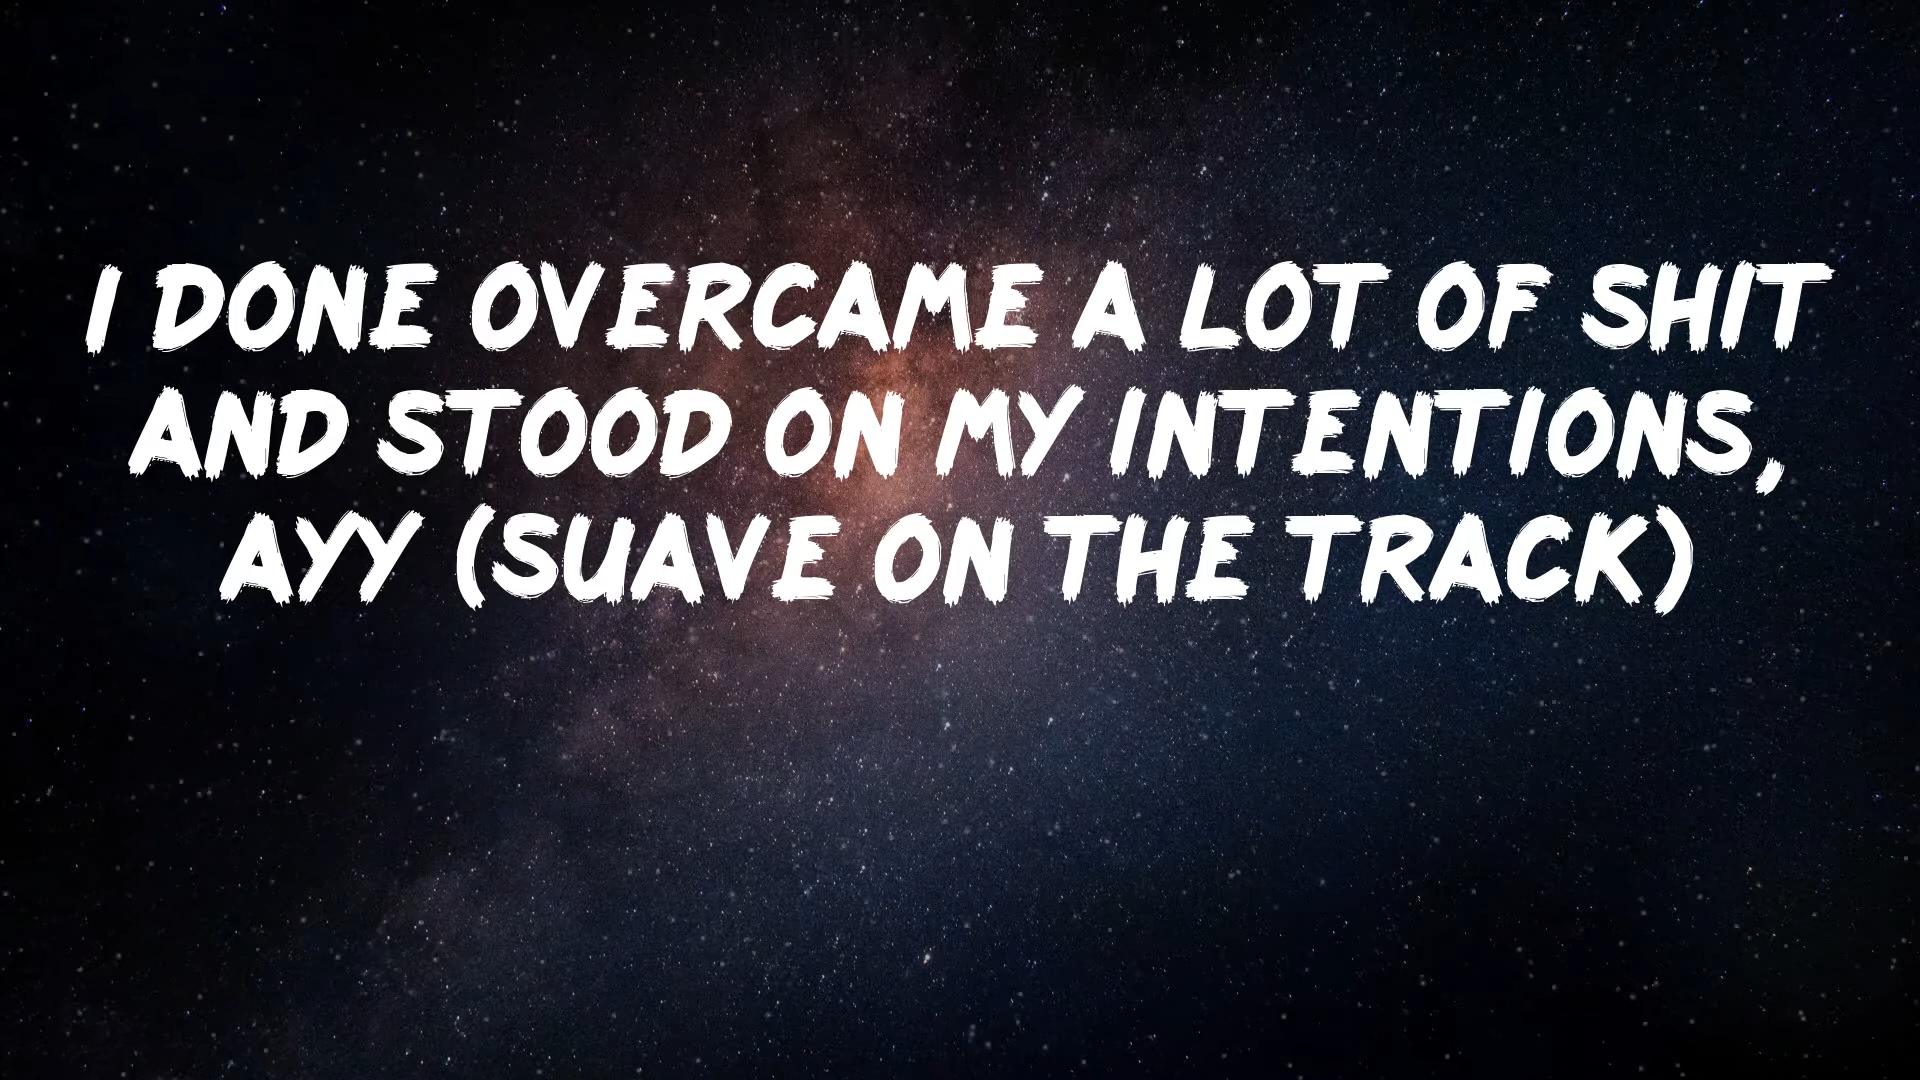 I DONE OVERCAME A LOT OF SHIT
AND STOOD ON MY INTENTIONS,
AYY (SUAVE ON THE TRACK)